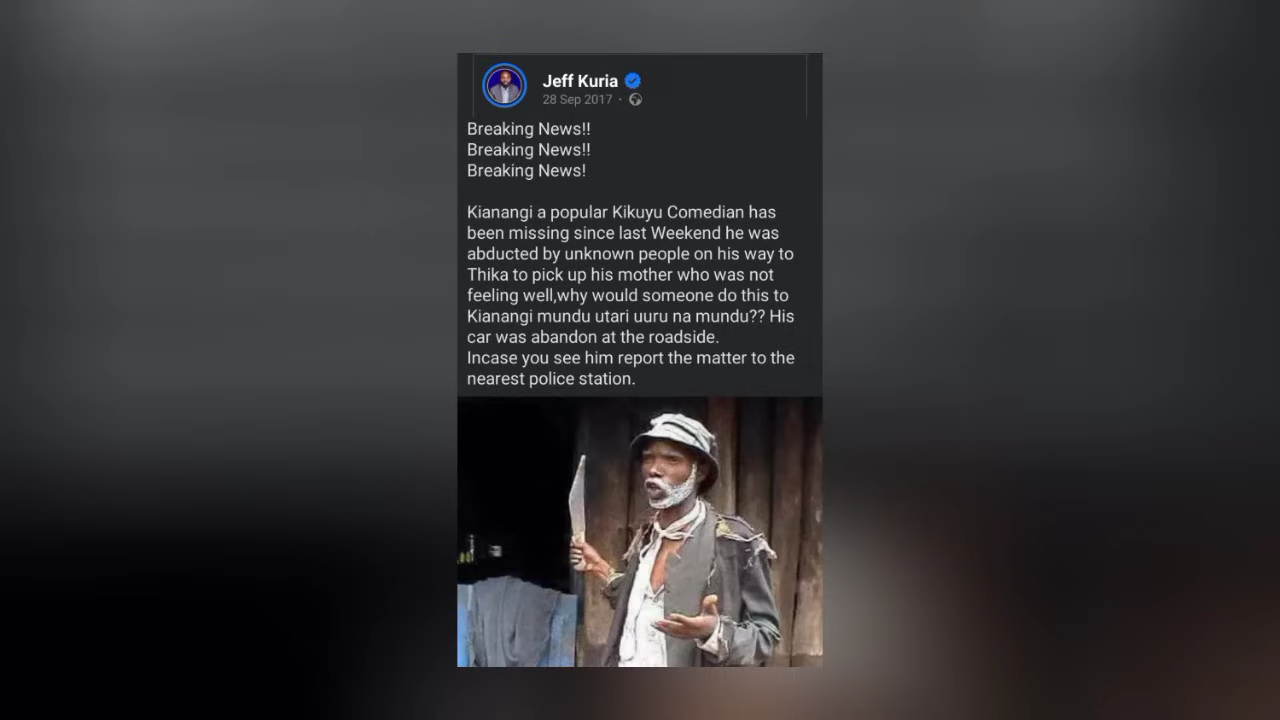 Jeff Kuria
28 Sep 2017 ·
Breaking News!!
Breaking News!!
Breaking News!
Kianangi a popular Kikuyu Comedian has
been missing since last Weekend he was
abducted by unknown people on his way to
Thika to pick up his mother who was not
feeling well,why would someone do this to
Kianangi mundu utari uuru na mundu?? His
car was abandon at the roadside.
Incase you see him report the matter to the
nearest police station.